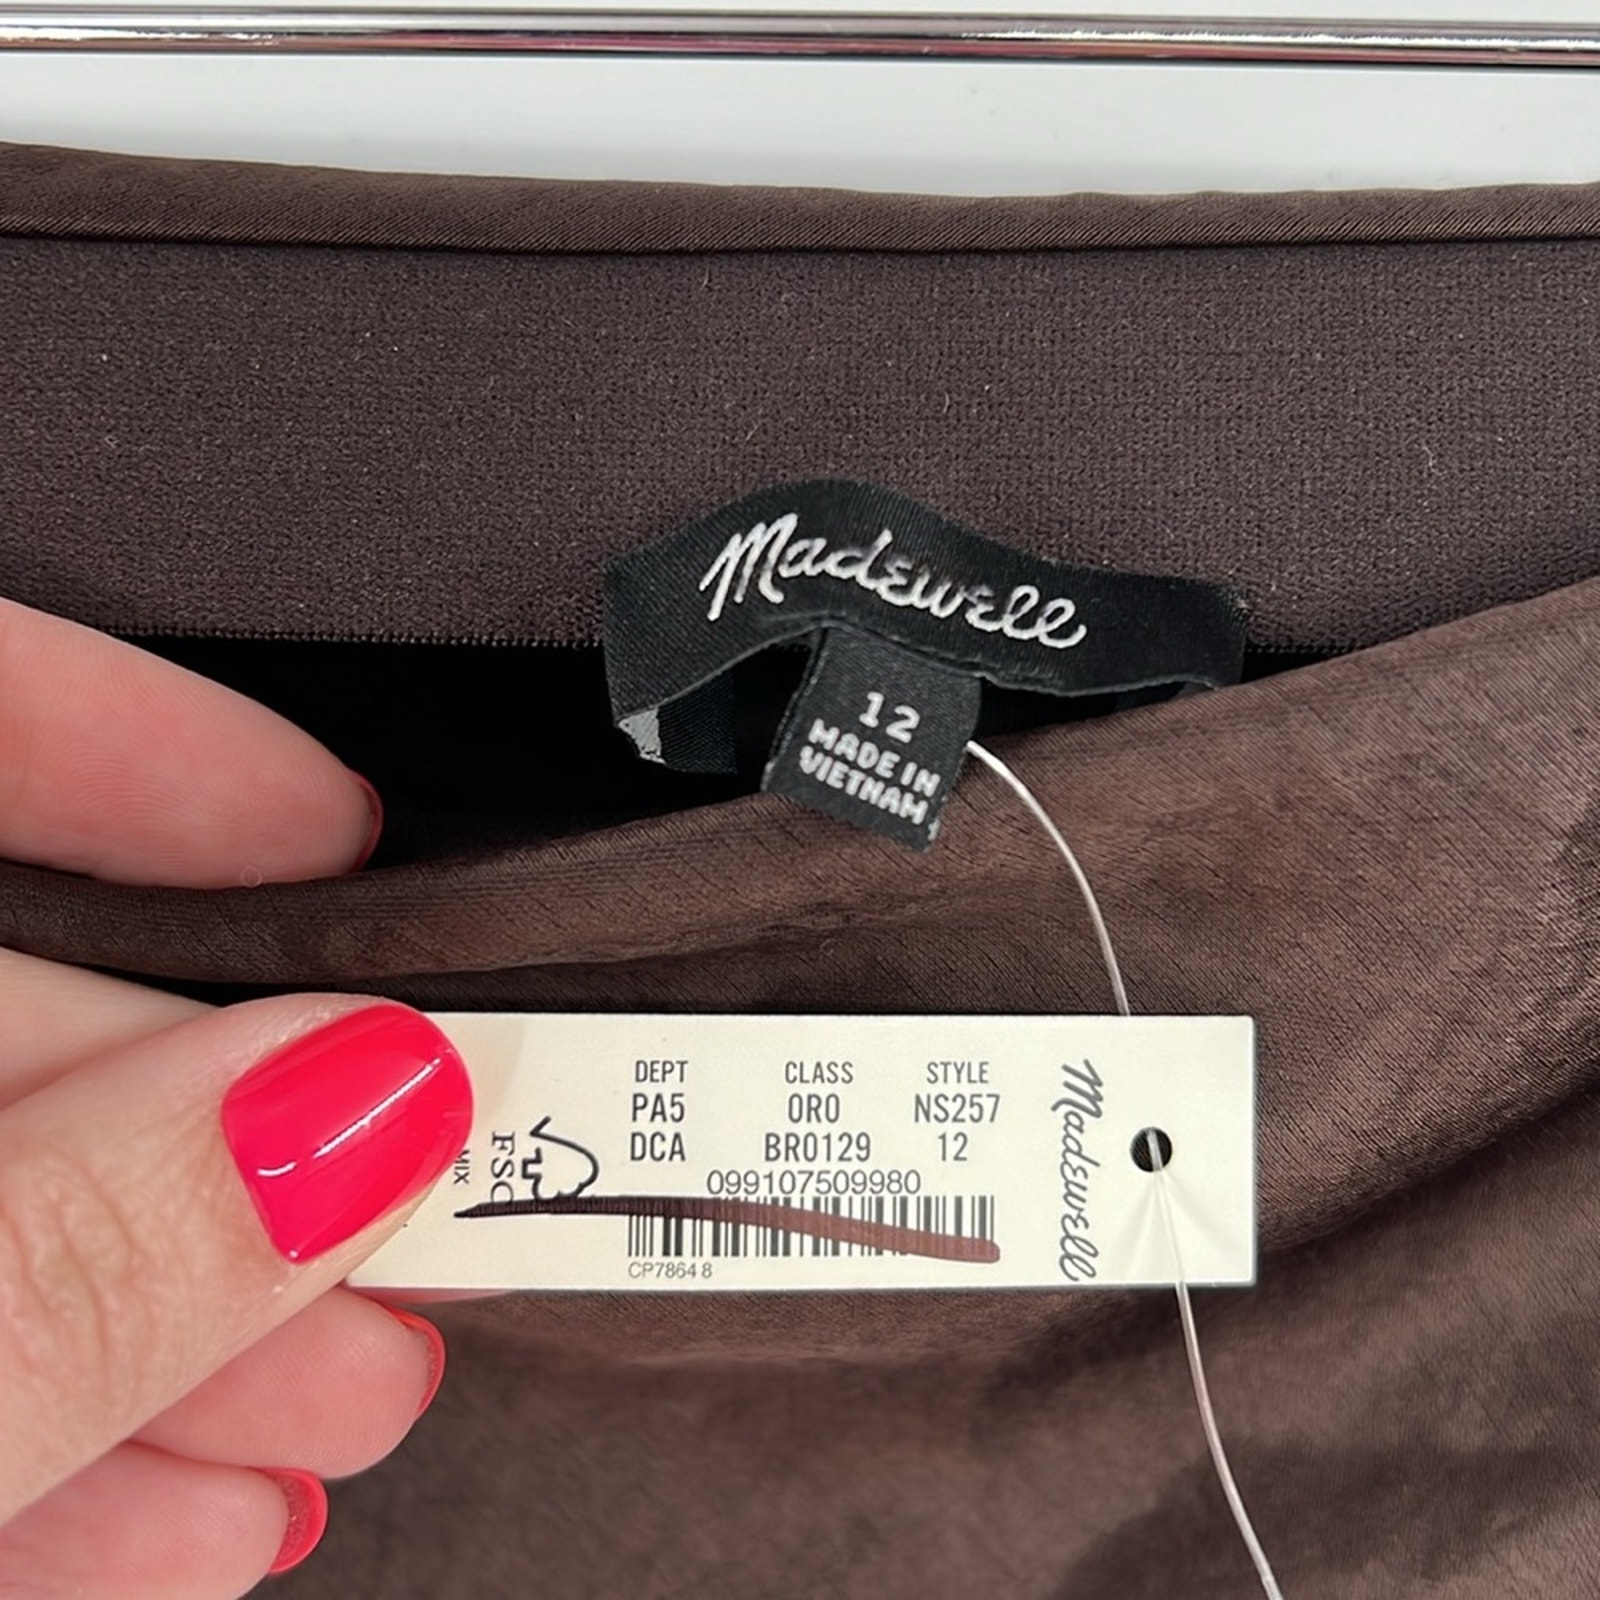 Madewell
12
MADE IN
VIETNAM
DEPT CLASS STYLE
PA5 ORO NS257
DCA BR0129 12
099107509980
CP7864 8
MIX
FSC
Madewell